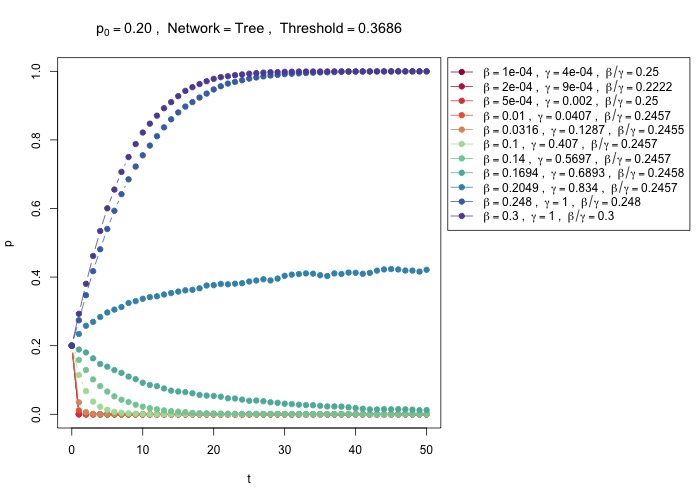 p0 = 0.20 , Network = Tree , Threshold = 0.3686
β = 1e-04 , γ = 4e-04 , β/γ = 0.25
β = 2e-04 , γ = 9e-04 , β/γ = 0.2222
β = 5e-04 , γ = 0.002 , β/γ = 0.25
β = 0.01 , γ = 0.0407 , β/γ = 0.2457
β = 0.0316 , γ = 0.1287 , β/γ = 0.2455
β = 0.1 , γ = 0.407 , β/γ = 0.2457
β = 0.14 , γ = 0.5697 , β/γ = 0.2457
β = 0.1694 , γ = 0.6893 , β/γ = 0.2458
β = 0.2049 , γ = 0.834 , β/γ = 0.2457
β = 0.248 , γ = 1 , β/γ = 0.248
β = 0.3 , γ = 1 , β/γ = 0.3
p
1.0
0.8
0.6
0.4
0.2
0.0
0 10 20 30 40 50
t